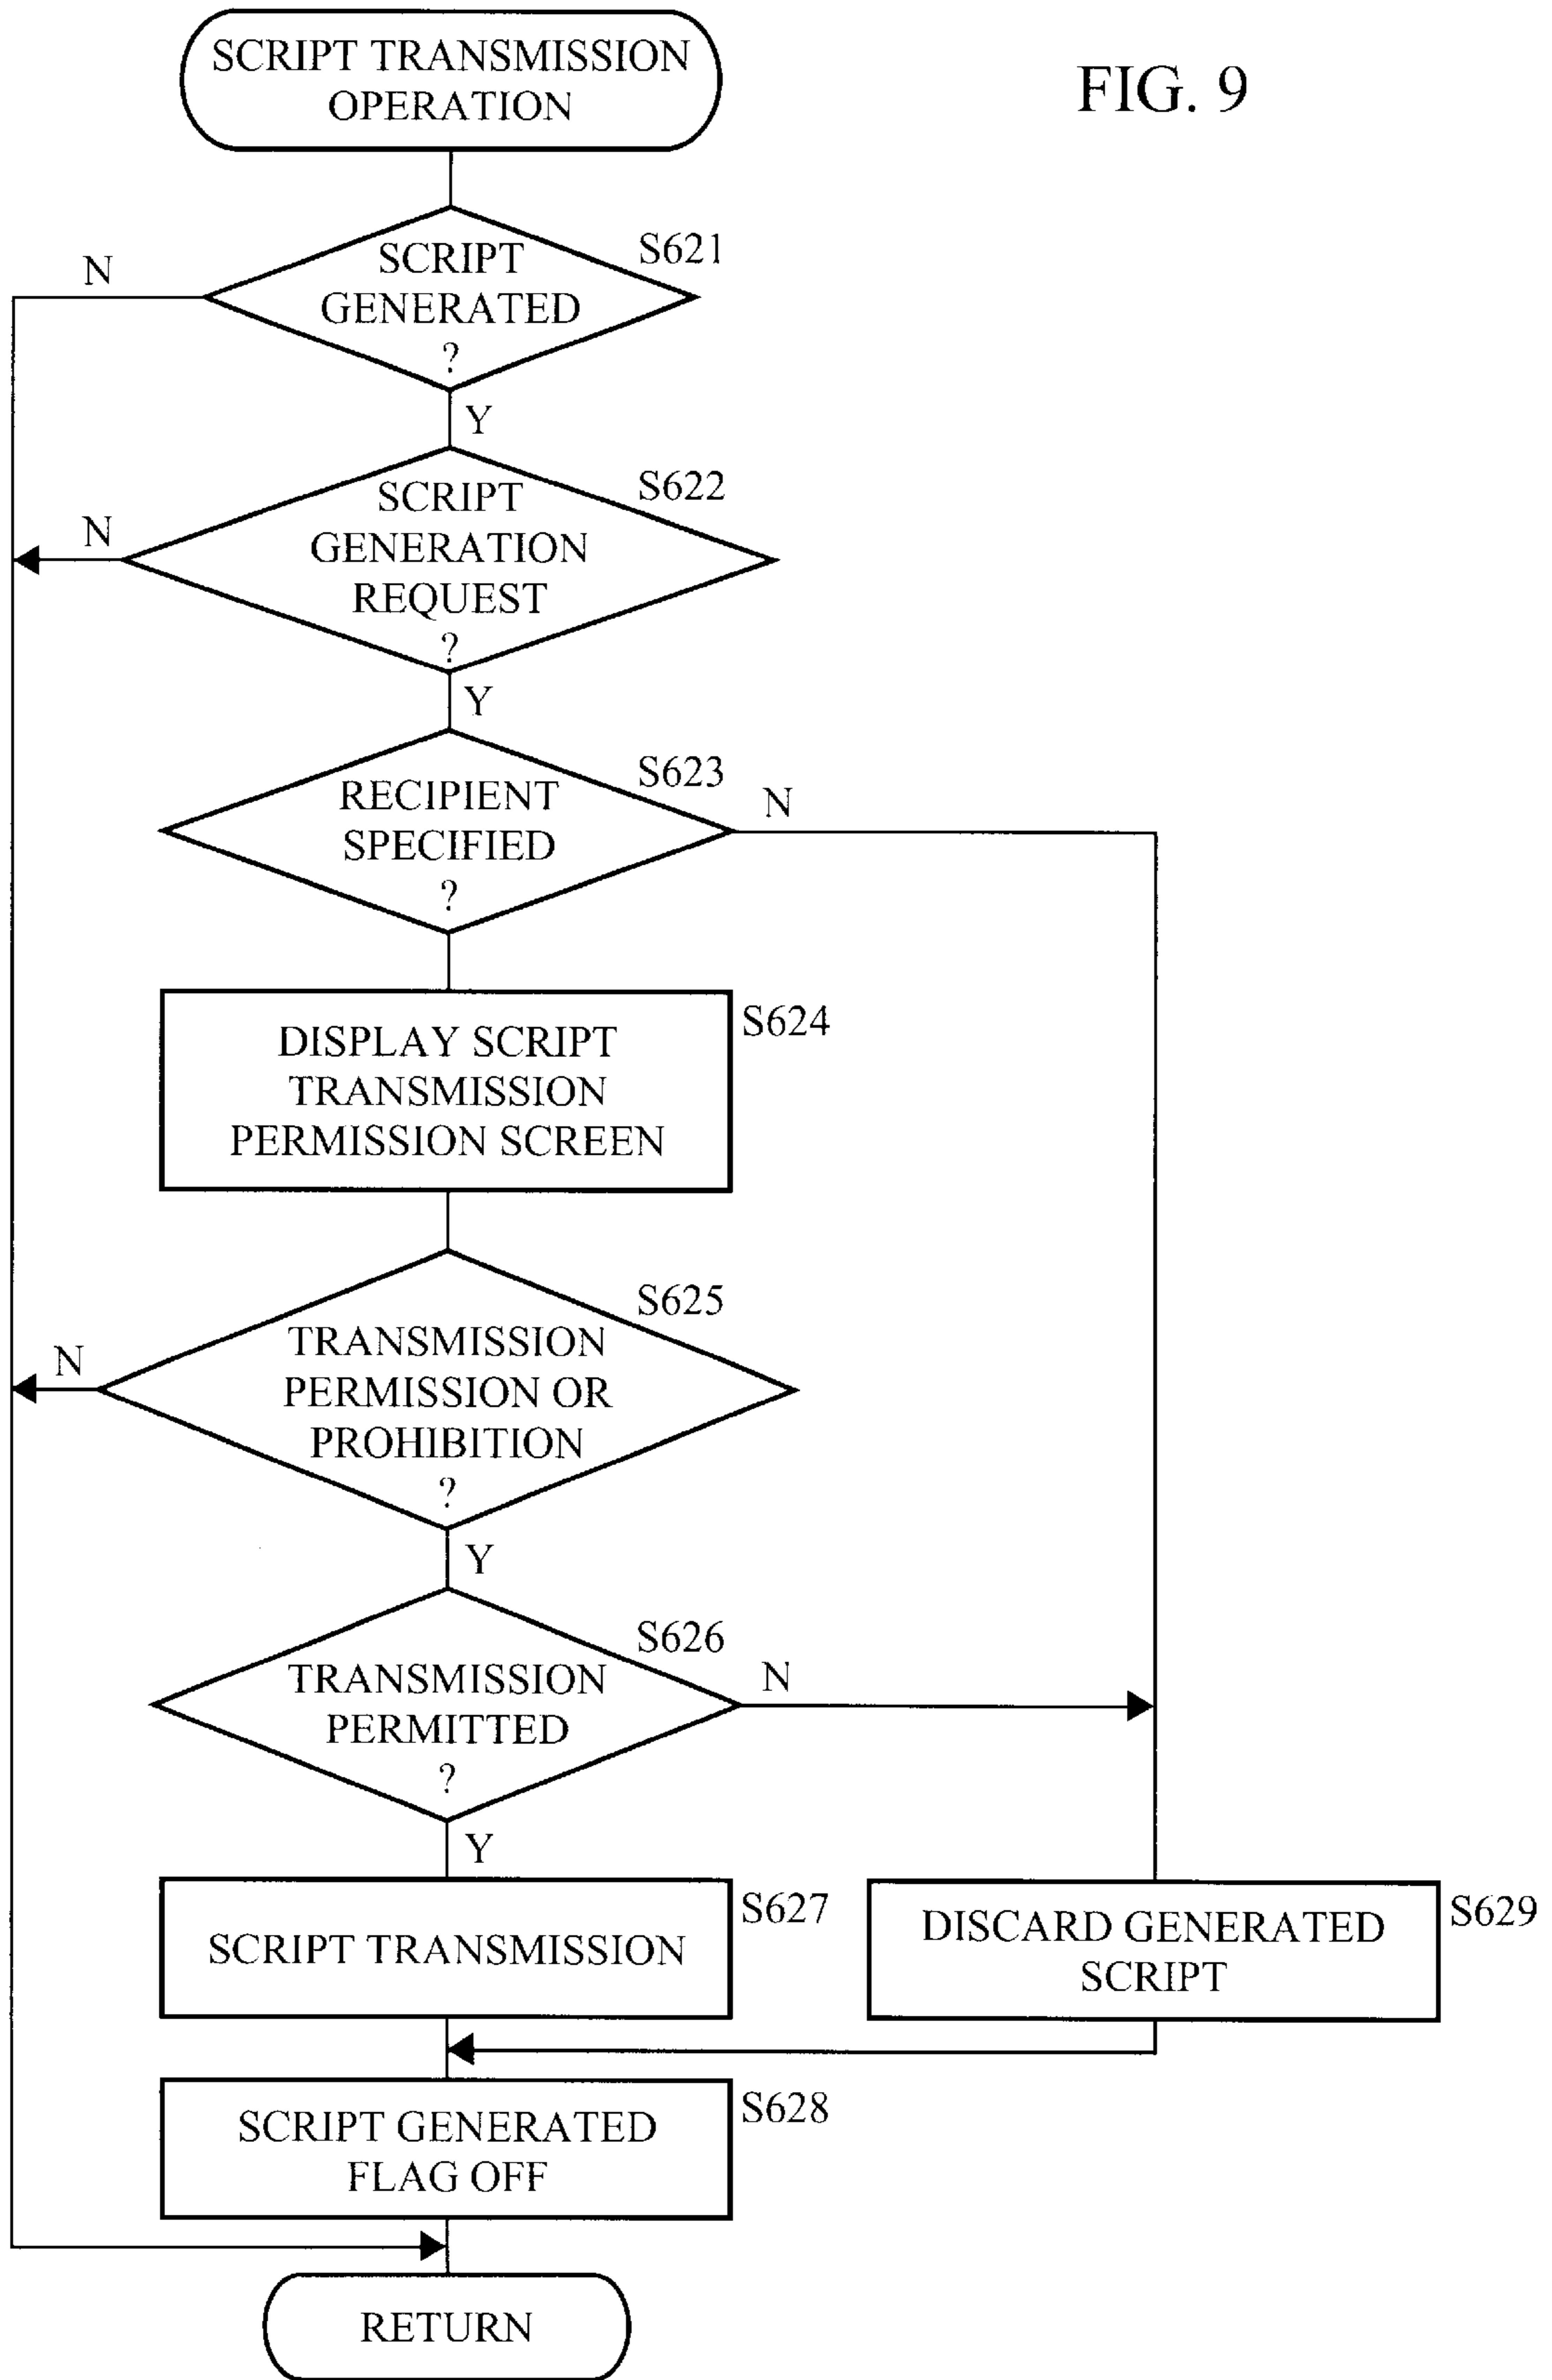 SCRIPT TRANSMISSION
OPERATION
FIG. 9
SCRIPT
GENERATED
?
S621
N
Y
SCRIPT
GENERATION
REQUEST
?
S622
N
Y
RECIPIENT
SPECIFIED
?
S623
N
DISPLAY SCRIPT
TRANSMISSION
PERMISSION SCREEN
S624
TRANSMISSION
PERMISSION OR
PROHIBITION
?
S625
N
Y
TRANSMISSION
PERMITTED
?
S626
N
Y
SCRIPT TRANSMISSION
S627
DISCARD GENERATED
SCRIPT
S629
SCRIPT GENERATED
FLAG OFF
S628
RETURN